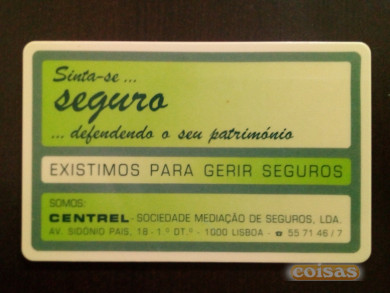 Sinta-se ...
seguro
... defendendo o seu património
EXISTIMOS PARA GERIR SEGUROS
SOMOS:
CENTREL - SOCIEDADE MEDIAÇÃO DE SEGUROS, LDA.
AV. SIDÓNIO PAIS, 18 - 1.º DT.º - 1000 LISBOA - ☎ 55 71 46 / 7
coisas